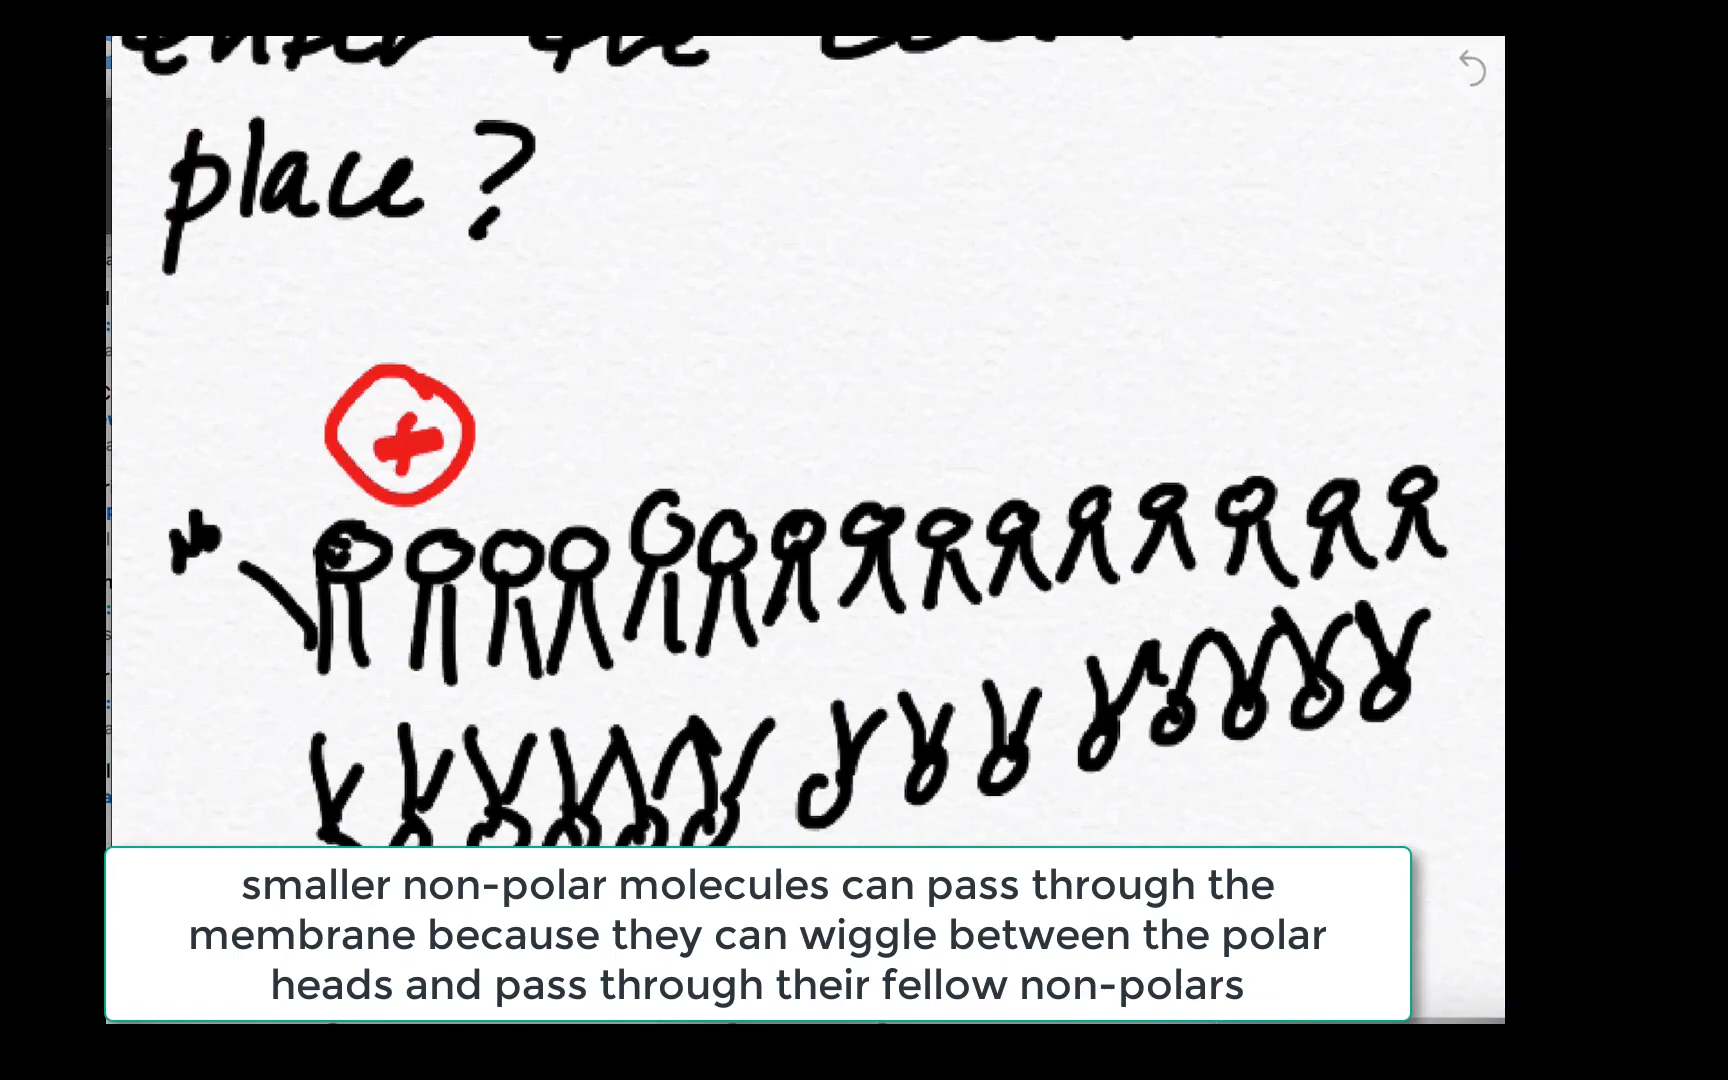 place?
+
smaller non-polar molecules can pass through the
membrane because they can wiggle between the polar
heads and pass through their fellow non-polars